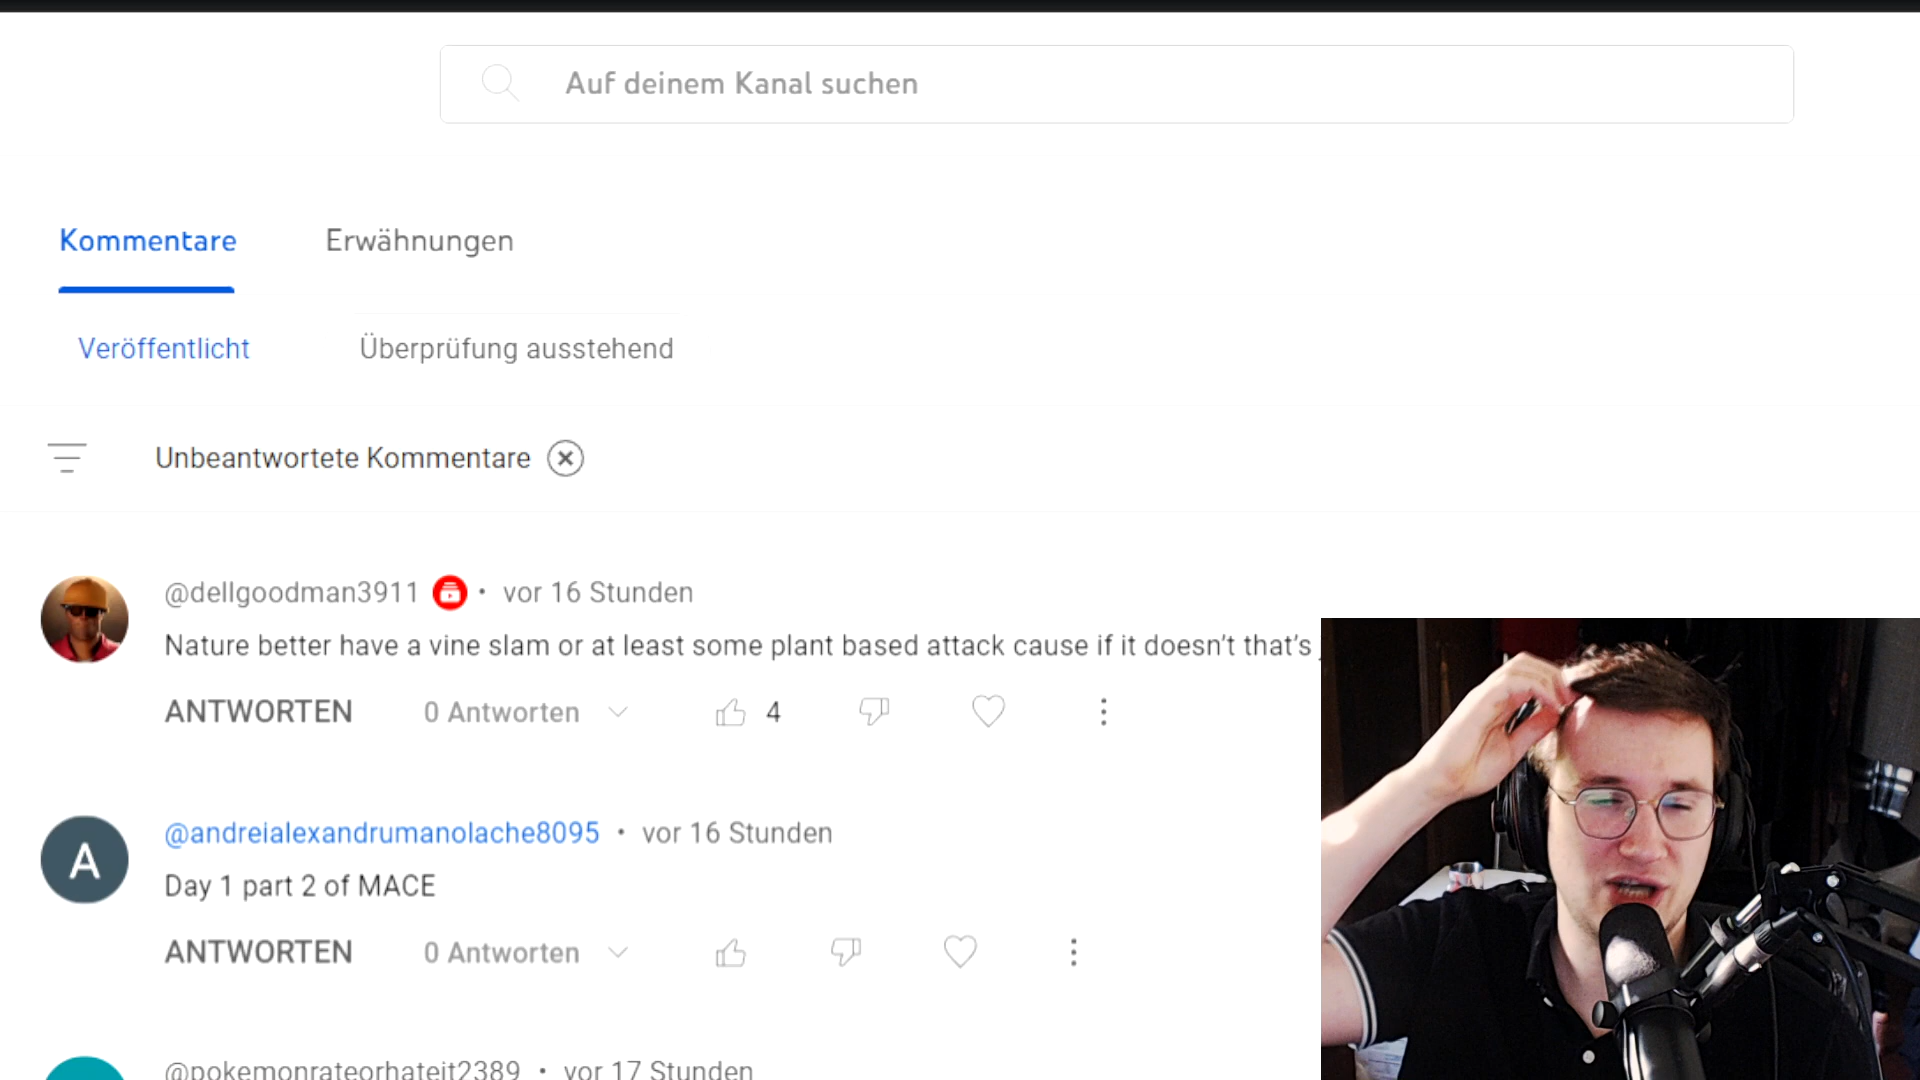 Auf deinem Kanal suchen
Kommentare
Erwähnungen
Veröffentlicht
Überprüfung ausstehend
Unbeantwortete Kommentare
@dellgoodman3911 • vor 16 Stunden
Nature better have a vine slam or at least some plant based attack cause if it doesn't that's
ANTWORTEN 0 Antworten 4
A
@andreialexandrumanolache8095 • vor 16 Stunden
Day 1 part 2 of MACE
ANTWORTEN 0 Antworten
@pokemonrateorhateit2389 • vor 17 Stunden